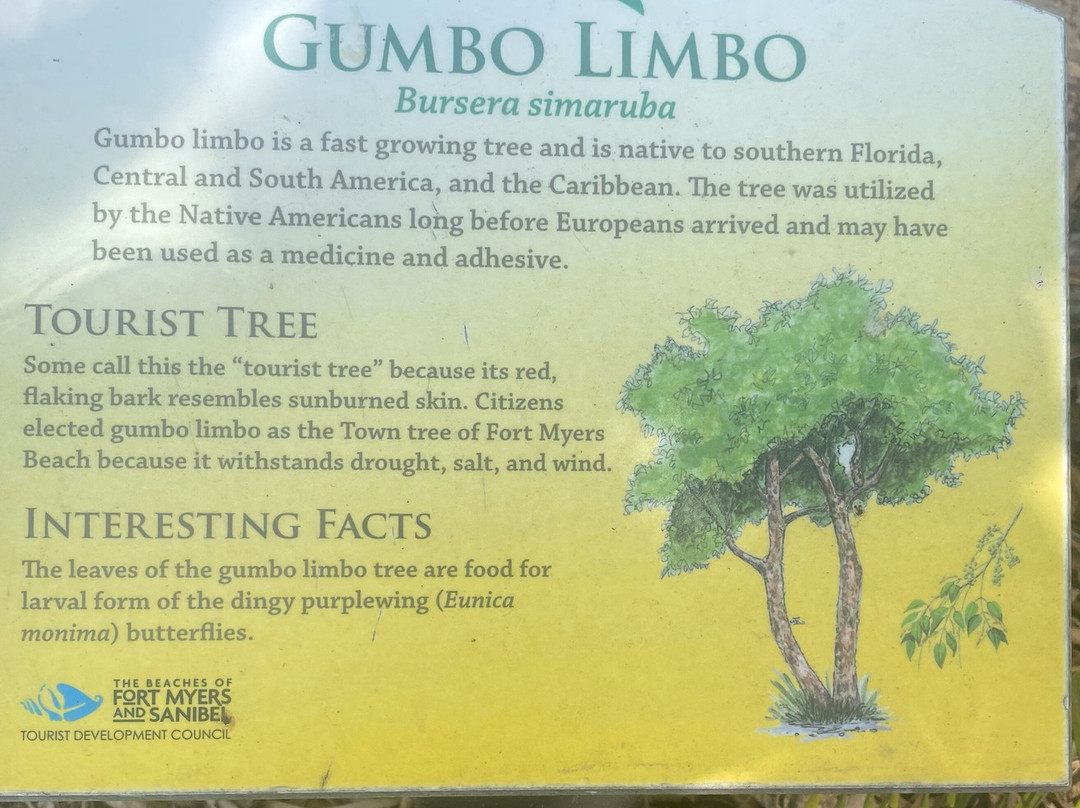 GUMBO LIMBO
Bursera simaruba
Gumbo limbo is a fast growing tree and is native to southern Florida,
Central and South America, and the Caribbean. The tree was utilized
by the Native Americans long before Europeans arrived and may have
been used as a medicine and adhesive.
TOURIST TREE
Some call this the “tourist tree” because its red,
flaking bark resembles sunburned skin. Citizens
elected gumbo limbo as the Town tree of Fort Myers
Beach because it withstands drought, salt, and wind.
INTERESTING FACTS
The leaves of the gumbo limbo tree are food for
larval form of the dingy purplewing (Eunica
monima) butterflies.
THE BEACHES OF
FORT MYERS
AND SANIBEL
TOURIST DEVELOPMENT COUNCIL